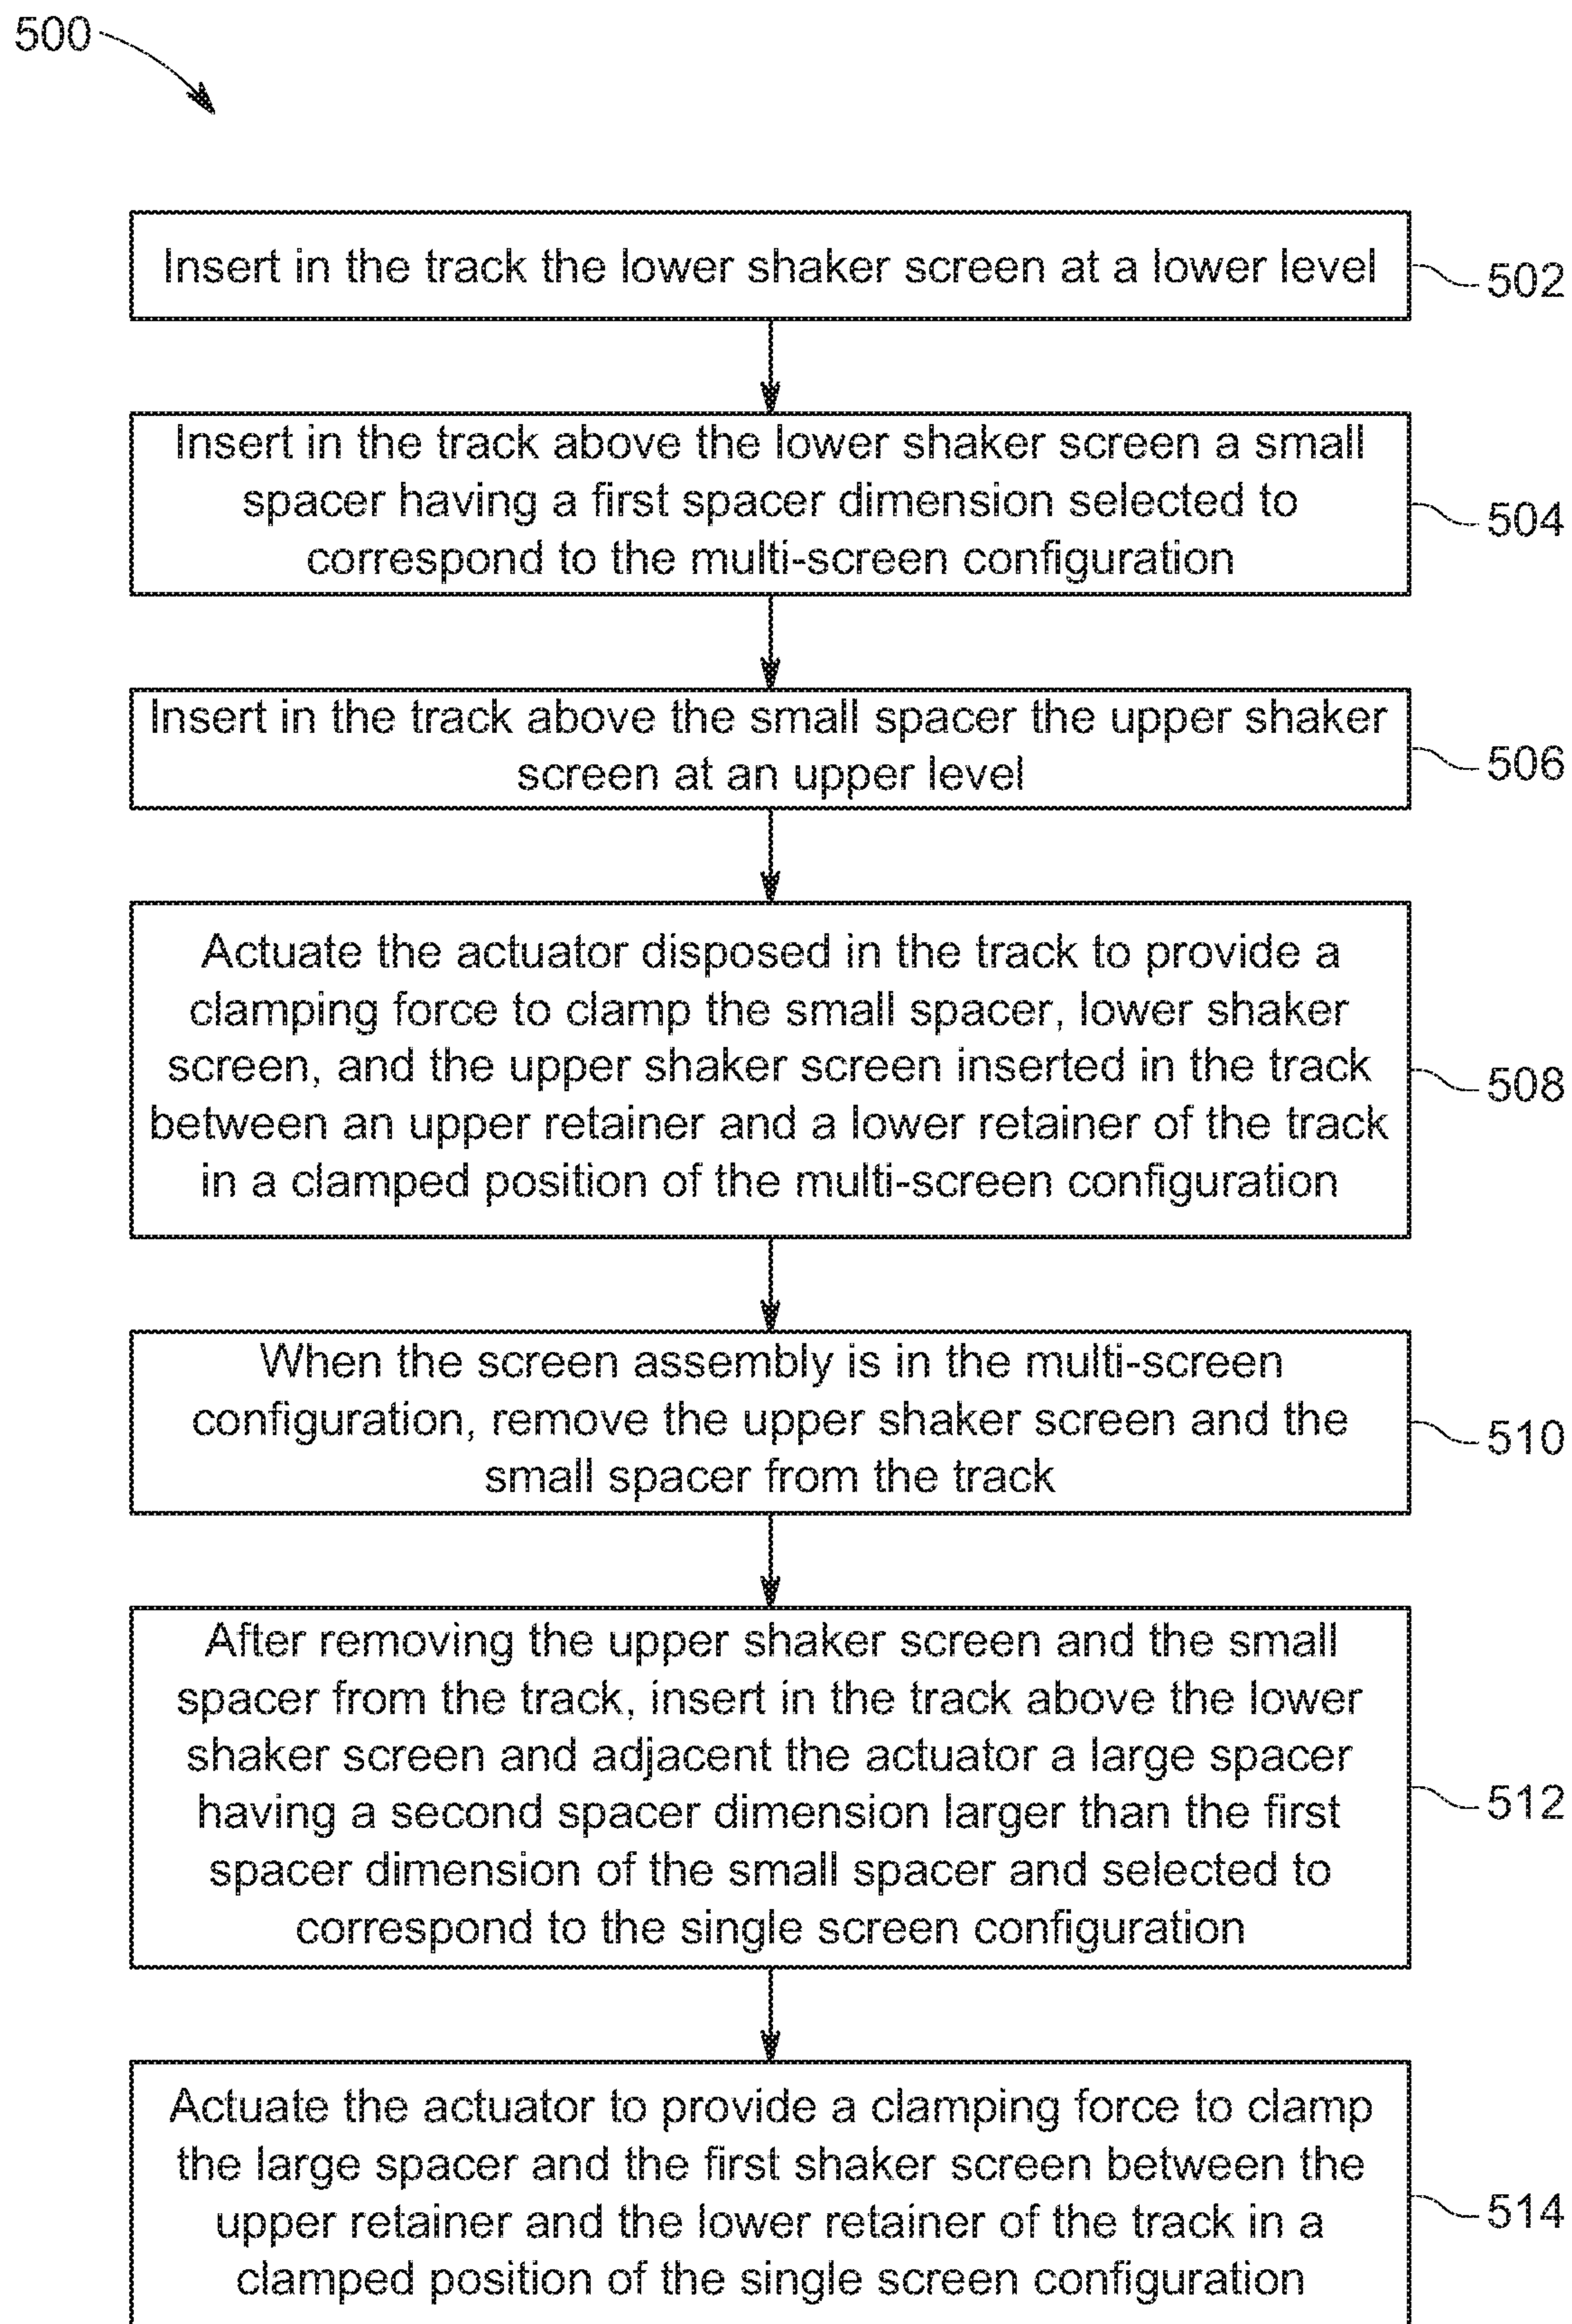 500
Insert in the track the lower shaker screen at a lower level
502
Insert in the track above the lower shaker screen a small
spacer having a first spacer dimension selected to
correspond to the multi-screen configuration
504
Insert in the track above the small spacer the upper shaker
screen at an upper level
506
Actuate the actuator disposed in the track to provide a
clamping force to clamp the small spacer, lower shaker
screen, and the upper shaker screen inserted in the track
between an upper retainer and a lower retainer of the track
in a clamped position of the multi-screen configuration
508
When the screen assembly is in the multi-screen
configuration, remove the upper shaker screen and the
small spacer from the track
510
After removing the upper shaker screen and the small
spacer from the track, insert in the track above the lower
shaker screen and adjacent the actuator a large spacer
having a second spacer dimension larger than the first
spacer dimension of the small spacer and selected to
correspond to the single screen configuration
512
Actuate the actuator to provide a clamping force to clamp
the large spacer and the first shaker screen between the
upper retainer and the lower retainer of the track in a
clamped position of the single screen configuration
514